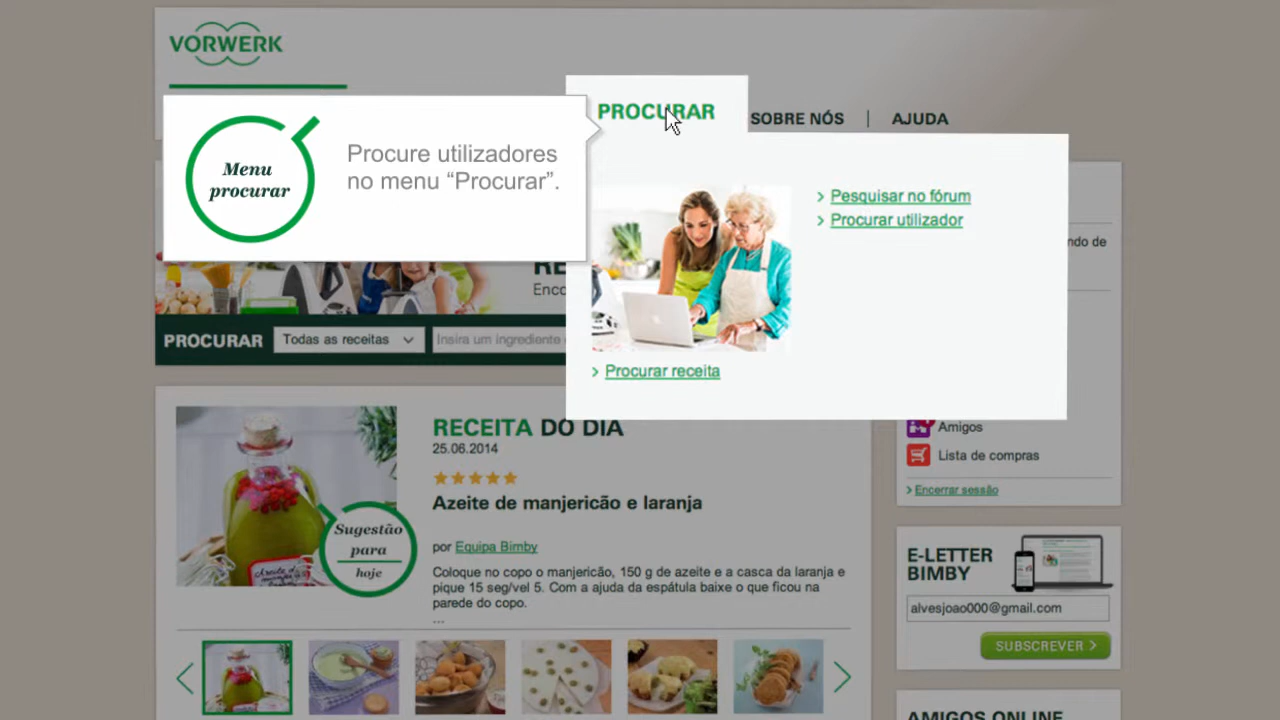 VORWERK
PROCURAR
SOBRE NÓS
AJUDA
Menu
procurar
Procure utilizadores
no menu “Procurar”.
> Pesquisar no fórum
> Procurar utilizador
> Procurar receita
ndo de
RE
Enco
PROCURAR
Todas as receitas
Insira um ingrediente
RECEITA DO DIA
25.06.2014
Azeite de manjericão e laranja
por Equipa Bimby
Coloque no copo o manjericão, 150 g de azeite e a casca da laranja e
pique 15 seg/vel 5. Com a ajuda da espátula baixe o que ficou na
parede do copo.
...
Sugestão
para
hoje
Amigos
Lista de compras
> Encerrar sessão
E-LETTER
BIMBY
alvesjoao000@gmail.com
SUBSCREVER >
AMIGOS ONLINE